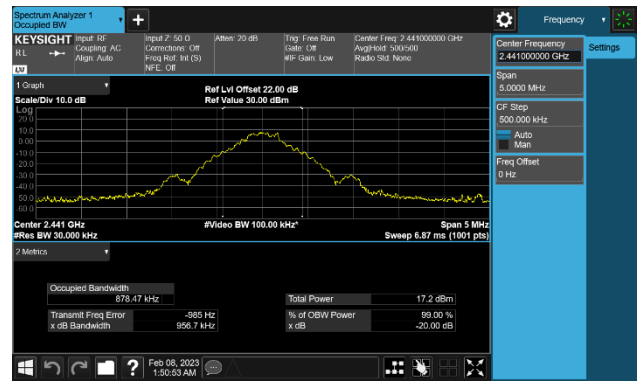 Spectrum Analyzer 1
Occupied BW
Frequency
KEYSIGHT
RL
Input: RF
Coupling: AC
Align: Auto
Input Z: 50 Ω
Corrections: Off
Freq Ref: Int (S)
NFE: Off
Atten: 20 dB
Trig: Free Run
Gate: Off
#IF Gain: Low
Center Freq: 2.441000000 GHz
Avg|Hold: 500/500
Radio Std: None
LXI
Center Frequency
2.441000000 GHz
Settings
Span
5.0000 MHz
CF Step
500.000 kHz
Auto
Man
Freq Offset
0 Hz
1 Graph
Scale/Div 10.0 dB
Ref Lvl Offset 22.00 dB
Ref Value 30.00 dBm
Log
20.0
10.0
0.00
-10.0
-20.0
-30.0
-40.0
-50.0
-60.0
Center 2.441 GHz
#Res BW 30.000 kHz
#Video BW 100.00 kHz*
Span 5 MHz
Sweep 6.87 ms (1001 pts)
2 Metrics
Occupied Bandwidth
878.47 kHz
Total Power 17.2 dBm
Transmit Freq Error -985 Hz
% of OBW Power 99.00 %
x dB Bandwidth 956.7 kHz
x dB -20.00 dB
Feb 08, 2023
1:50:53 AM